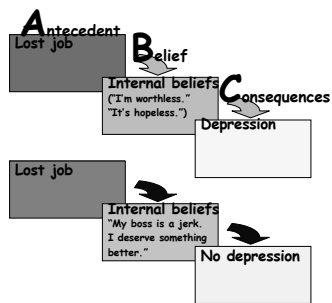 Antecedent
Lost job
Belief
Internal beliefs
("I'm worthless."
"It's hopeless.")
Consequences
Depression
Lost job
Internal beliefs
"My boss is a jerk.
I deserve something
better."
No depression